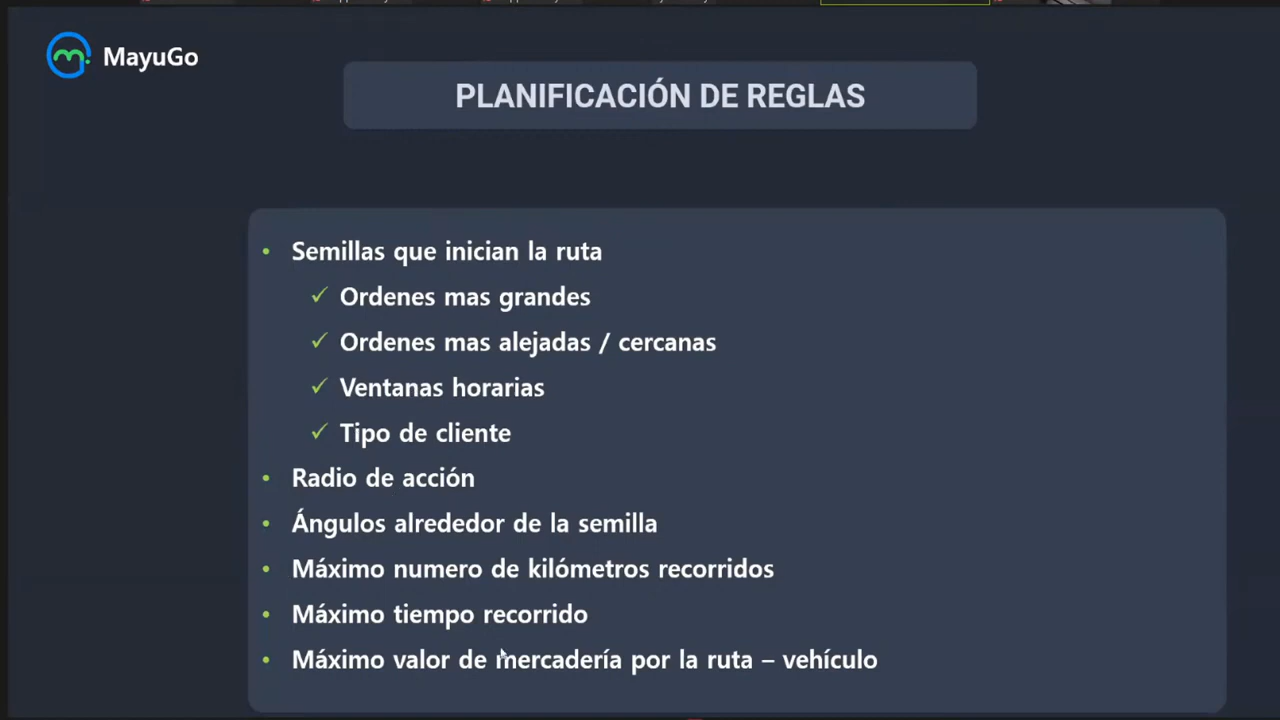 MayuGo
PLANIFICACIÓN DE REGLAS
• Semillas que inician la ruta
✓ Ordenes mas grandes
✓ Ordenes mas alejadas / cercanas
✓ Ventanas horarias
✓ Tipo de cliente
• Radio de acción
• Ángulos alrededor de la semilla
• Máximo numero de kilómetros recorridos
• Máximo tiempo recorrido
• Máximo valor de mercadería por la ruta – vehículo